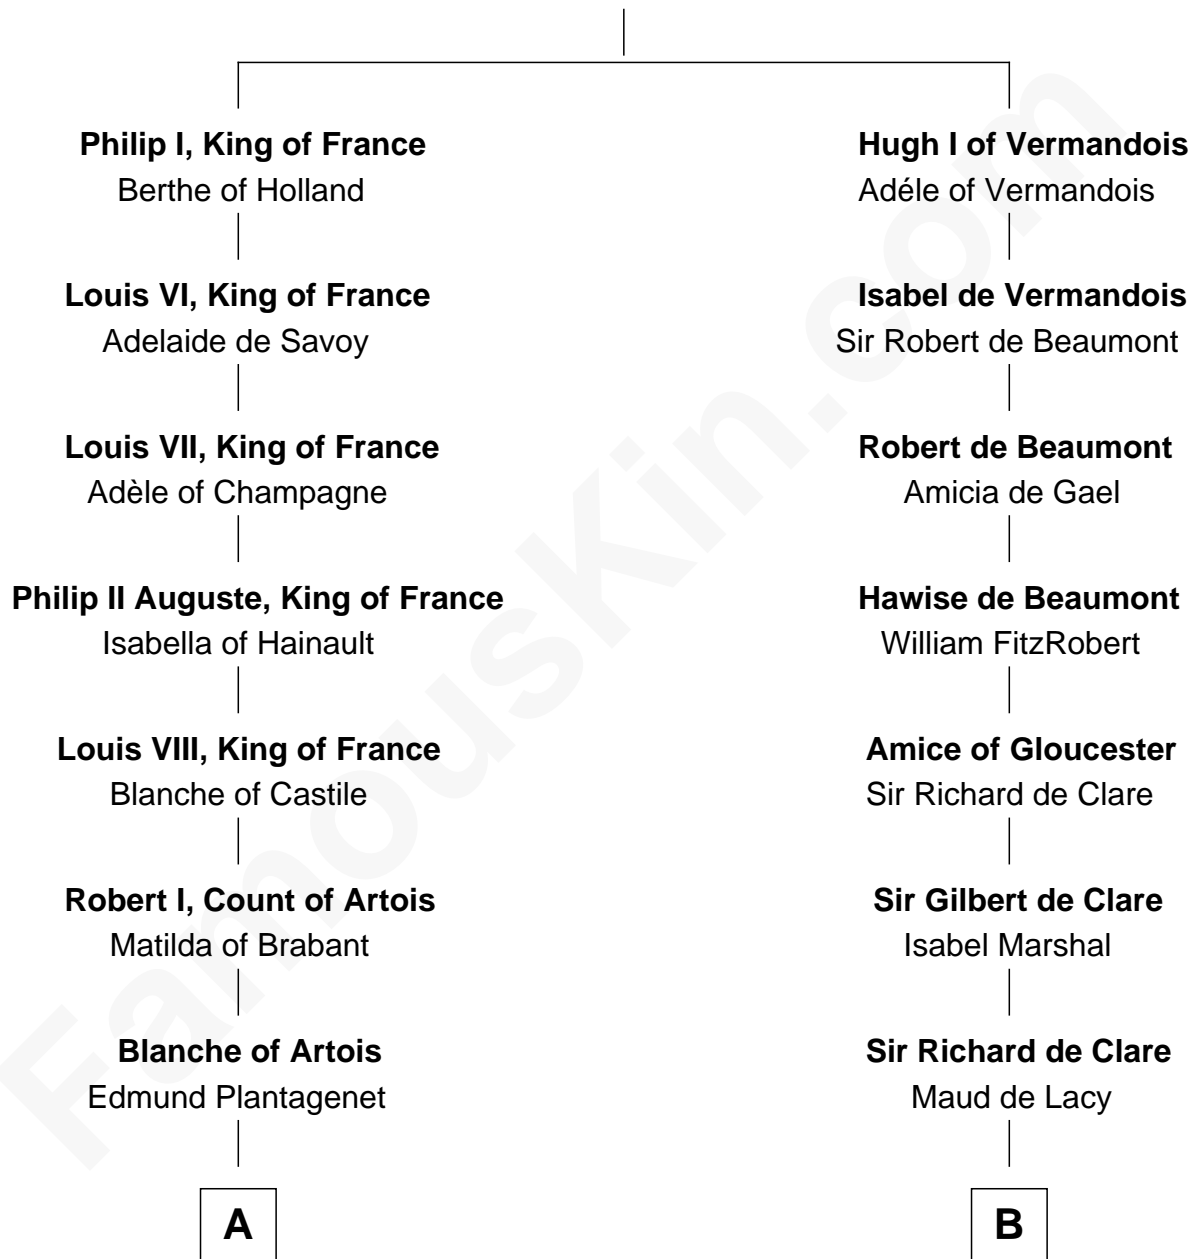 Philip I, King of France
Berthe of Holland
Louis VI, King of France
Adelaide de Savoy
Louis VII, King of France
Adèle of Champagne
Philip II Auguste, King of France
Isabella of Hainault
Louis VIII, King of France
Blanche of Castile
Robert I, Count of Artois
Matilda of Brabant
Blanche of Artois
Edmund Plantagenet
A
Hugh I of Vermandois
Adéle of Vermandois
Isabel de Vermandois
Sir Robert de Beaumont
Robert de Beaumont
Amicia de Gael
Hawise de Beaumont
William FitzRobert
Amice of Gloucester
Sir Richard de Clare
Sir Gilbert de Clare
Isabel Marshal
Sir Richard de Clare
Maud de Lacy
B
FamousKin.com